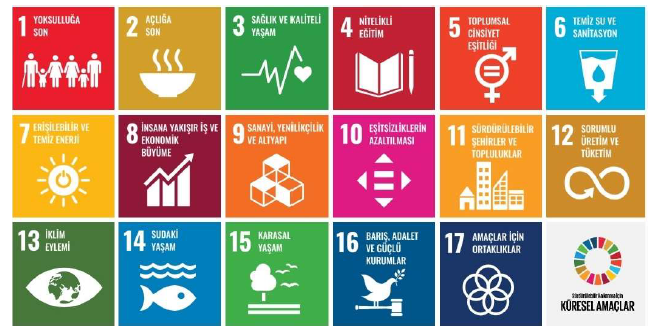 1 YOKSULLUĞA
SON
2 AÇLIĞA
SON
3 SAĞLIK VE KALİTELİ
YAŞAM
4 NİTELİKLİ
EĞİTİM
5 TOPLUMSAL
CİNSİYET
EŞİTLİĞİ
6 TEMİZ SU VE
SANİTASYON
7 ERİŞİLEBİLİR VE
TEMİZ ENERJİ
8 İNSANA YAKIŞIR İŞ VE
EKONOMİK
BÜYÜME
9 SANAYİ, YENİLİKÇİLİK
VE ALTYAPI
10 EŞİTSİZLİKLERİN
AZALTILMASI
11 SÜRDÜRÜLEBİLİR
ŞEHİRLER VE
TOPLULUKLAR
12 SORUMLU
ÜRETİM VE
TÜKETİM
13 İKLİM
EYLEMİ
14 SUDAKİ
YAŞAM
15 KARASAL
YAŞAM
16 BARIŞ, ADALET
VE GÜÇLÜ
KURUMLAR
17 AMAÇLAR İÇİN
ORTAKLIKLAR
KÜRESEL AMAÇLAR